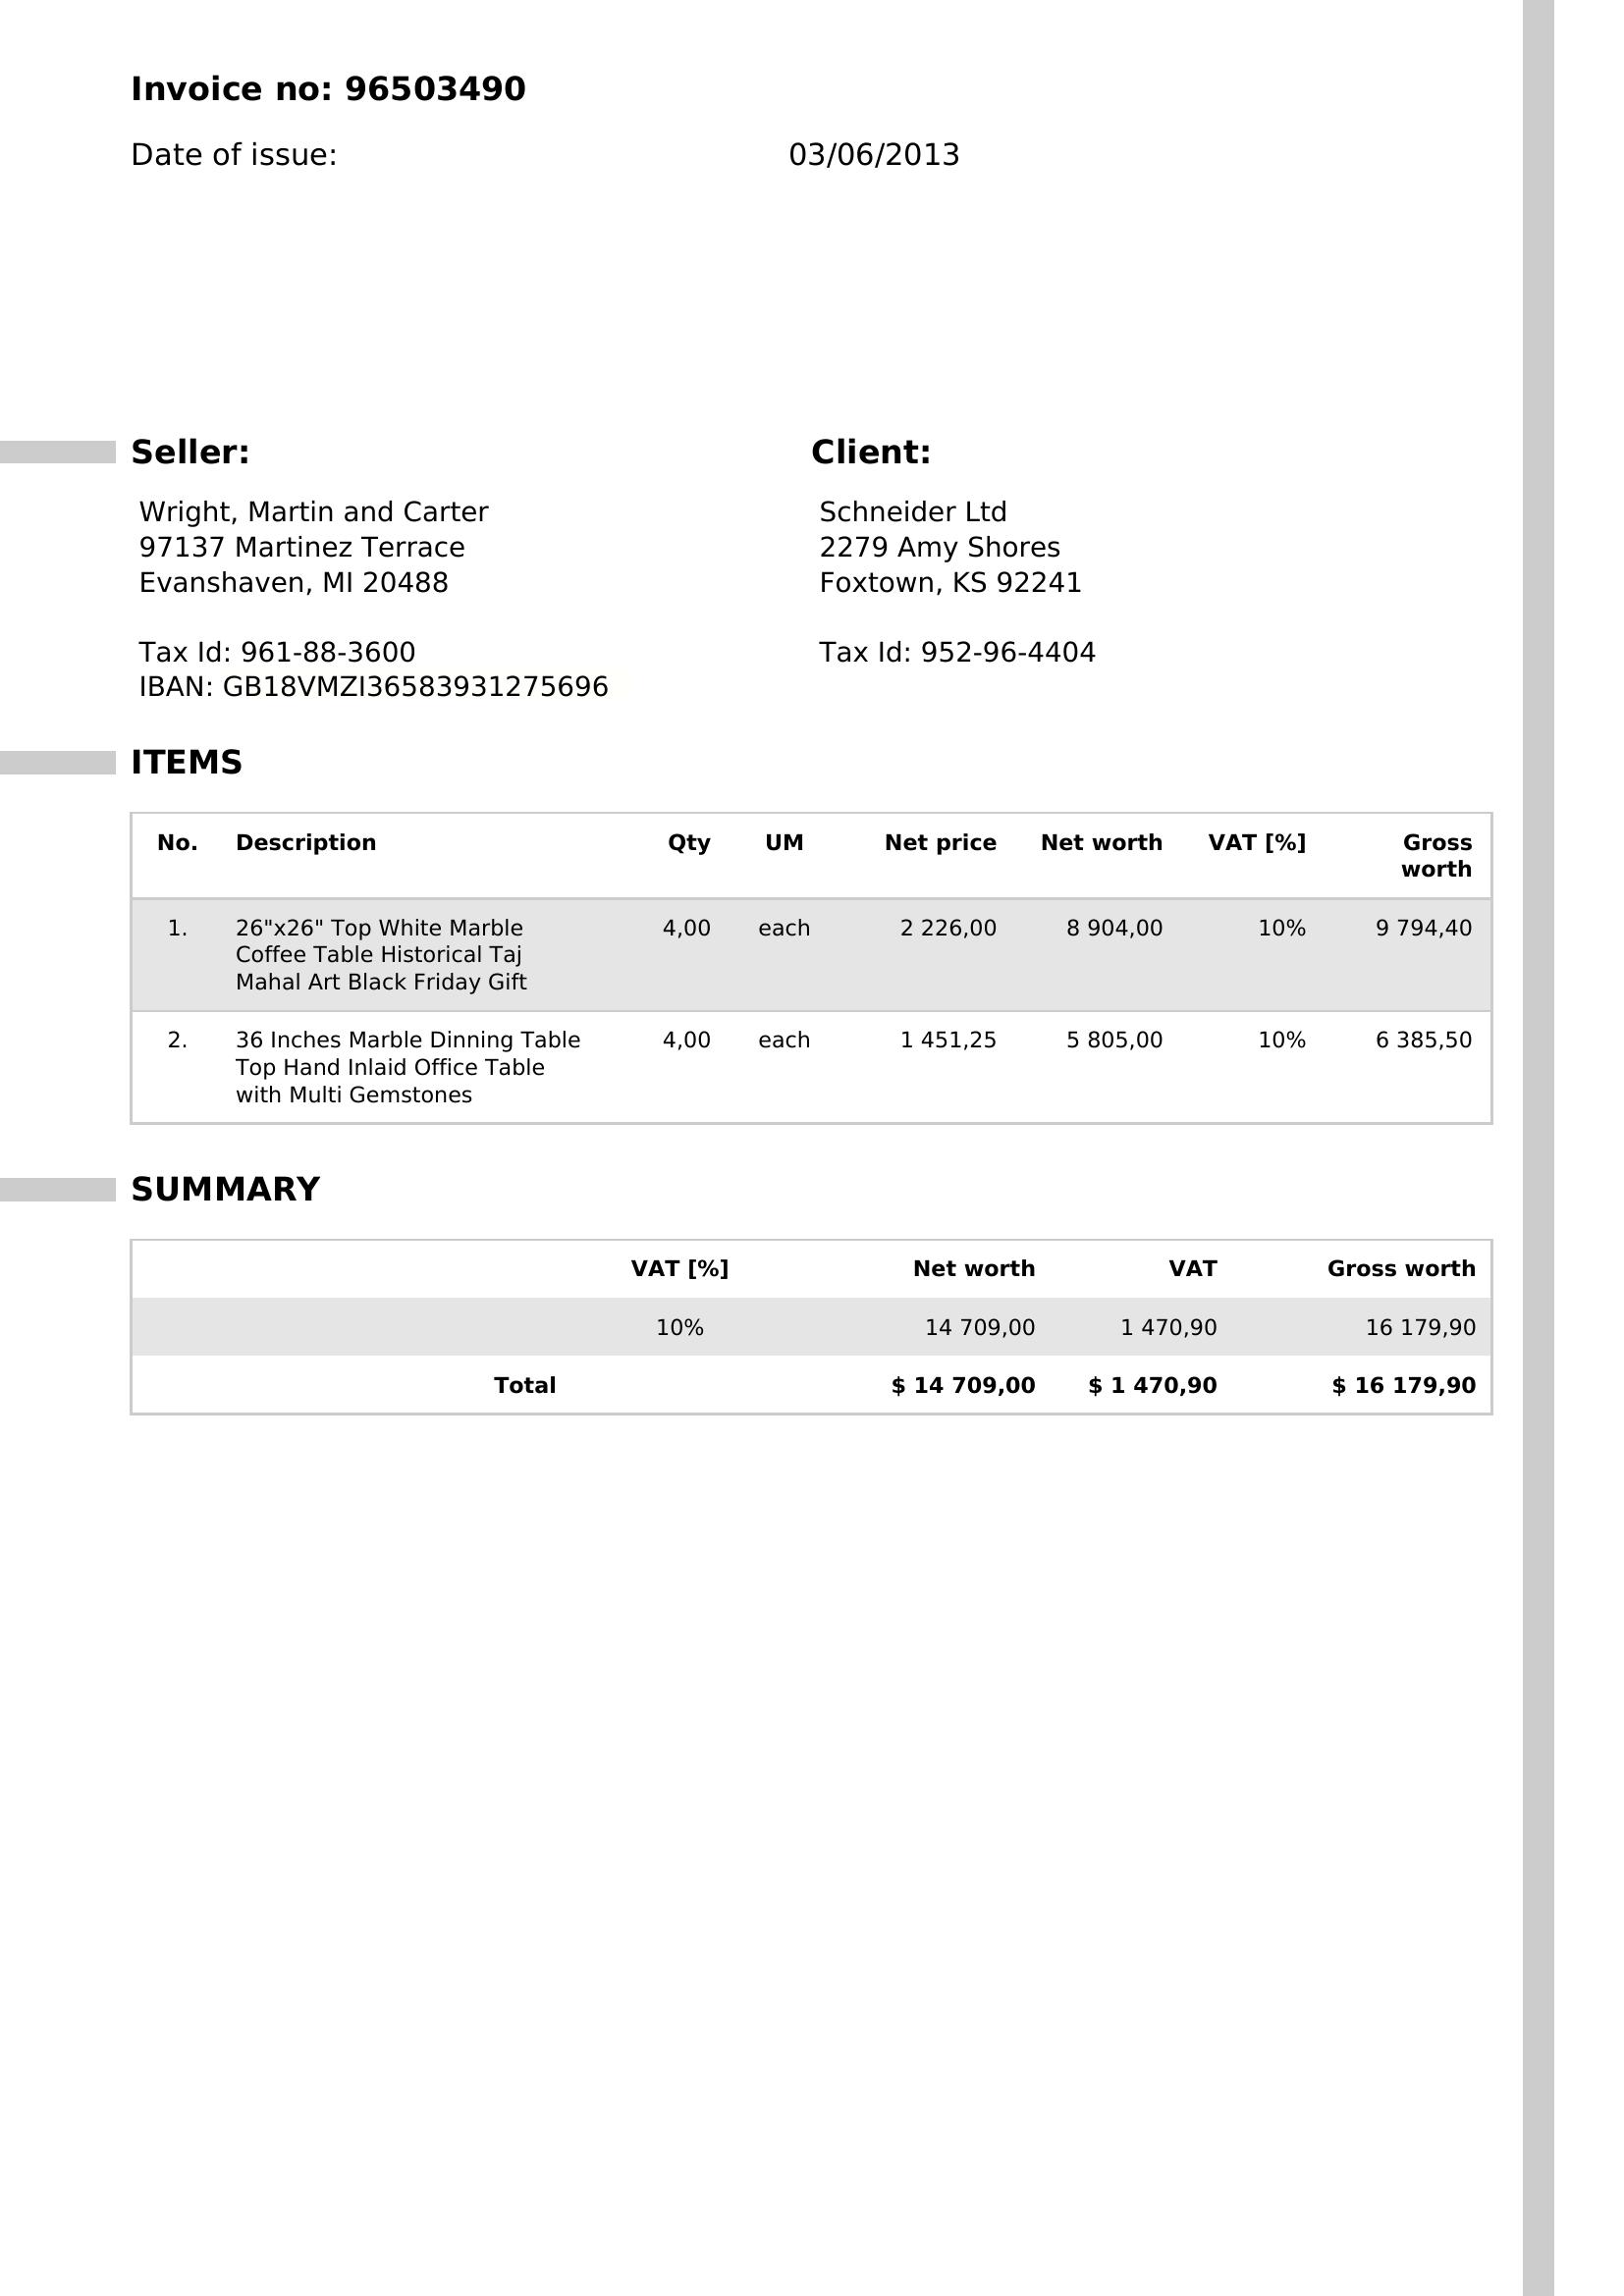 Invoice no: 96503490
Date of issue: 03/06/2013
Seller:
Wright, Martin and Carter
97137 Martinez Terrace
Evanshaven, MI 20488
Tax Id: 961-88-3600
IBAN: GB18VMZI36583931275696
Client:
Schneider Ltd
2279 Amy Shores
Foxtown, KS 92241
Tax Id: 952-96-4404
ITEMS
No. Description Qty UM Net price Net worth VAT [%] Gross
worth
1. 26"x26" Top White Marble 4,00 each 2 226,00 8 904,00 10% 9 794,40
Coffee Table Historical Taj
Mahal Art Black Friday Gift
2. 36 Inches Marble Dinning Table 4,00 each 1 451,25 5 805,00 10% 6 385,50
Top Hand Inlaid Office Table
with Multi Gemstones
SUMMARY
VAT [%] Net worth VAT Gross worth
10% 14 709,00 1 470,90 16 179,90
Total $ 14 709,00 $ 1 470,90 $ 16 179,90